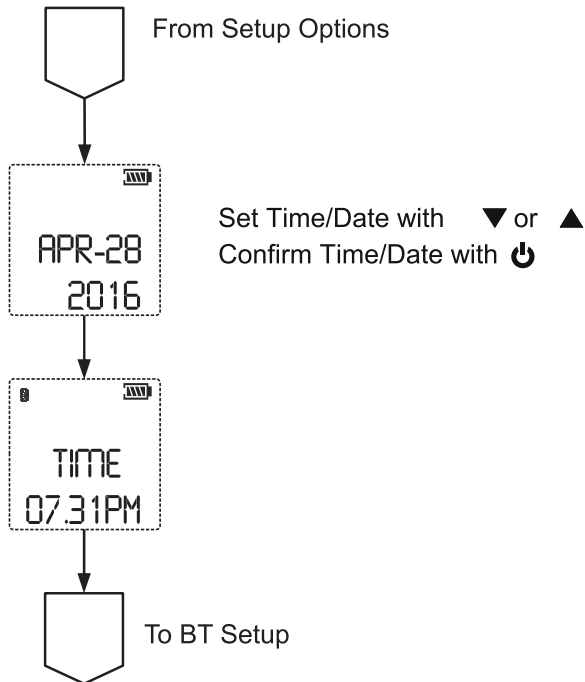 From Setup Options
APR-28
2016
Set Time/Date with ▼ or ▲
Confirm Time/Date with ⏻
TIME
07.31PM
To BT Setup